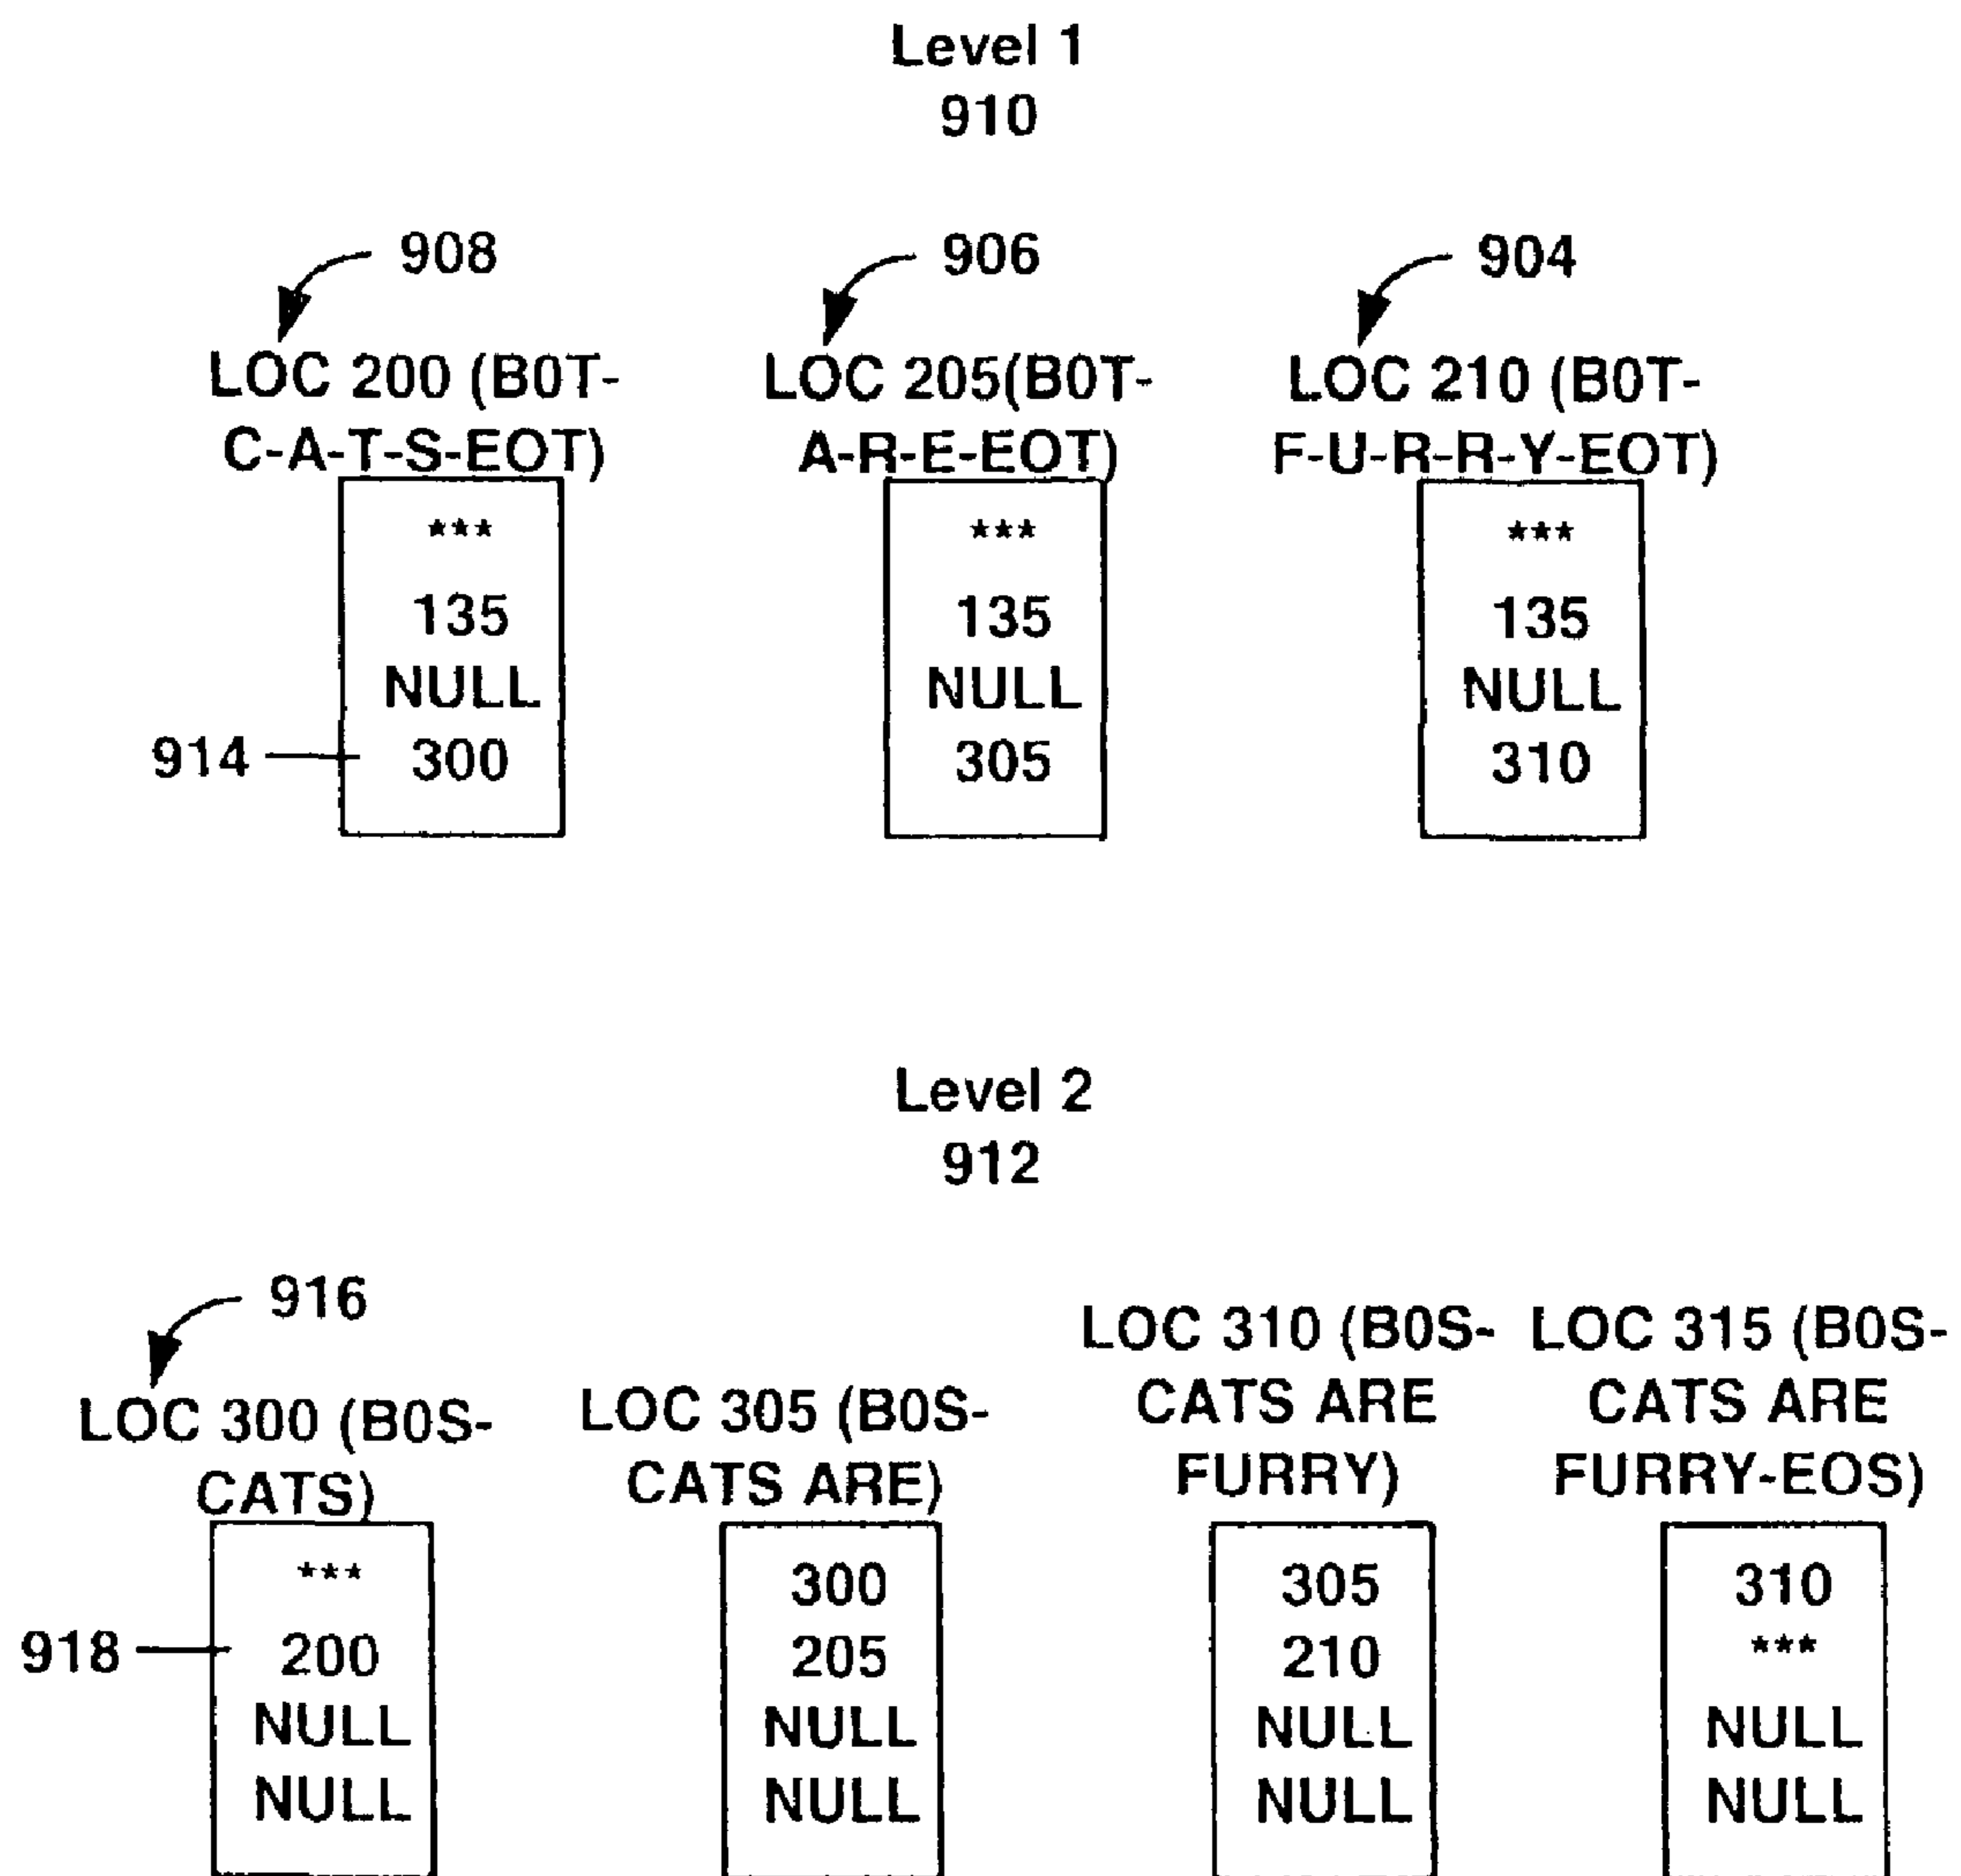 Level 1
910
908
906
904
LOC 200 (B0T-
C-A-T-S-EOT)
LOC 205(B0T-
A-R-E-EOT)
LOC 210 (B0T-
F-U-R-R-Y-EOT)
***
135
NULL
300
914
***
135
NULL
305
***
135
NULL
310
Level 2
912
916
LOC 300 (B0S-
CATS)
LOC 305 (B0S-
CATS ARE)
LOC 310 (B0S-
CATS ARE
FURRY)
LOC 315 (B0S-
CATS ARE
FURRY-EOS)
***
200
NULL
NULL
918
300
205
NULL
NULL
305
210
NULL
NULL
310
***
NULL
NULL